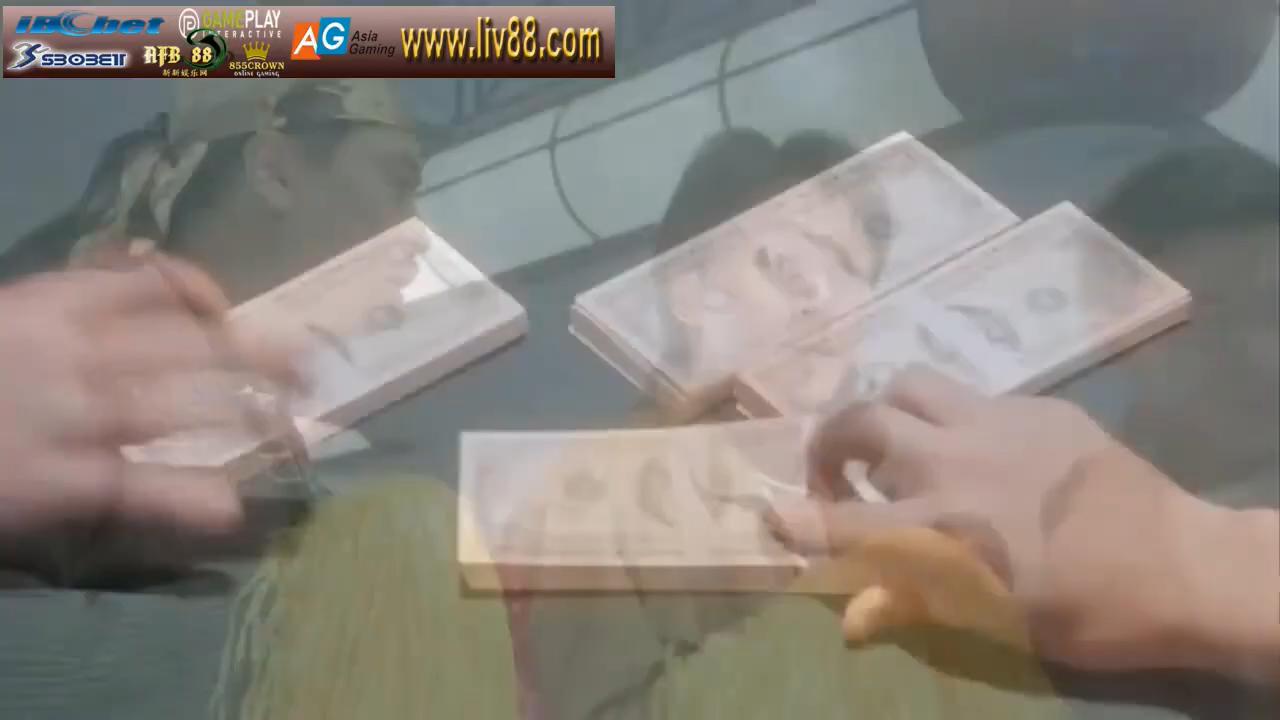 IBCbet
GAMEPLAY
INTERACTIVE
SBOBET
RFB 88
新新娱乐网
855CROWN
ONLINE GAMING
AG Asia Gaming
www.liv88.com